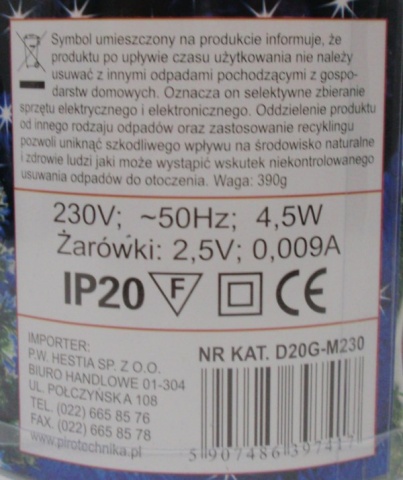 Symbol umieszczony na produkcie informuje, że
produktu po upływie czasu użytkowania nie należy
usuwać z innymi odpadami pochodzącymi z gospo-
darstw domowych. Oznacza on selektywne zbieranie
sprzętu elektrycznego i elektronicznego. Oddzielenie produktu
od innego rodzaju odpadów oraz zastosowanie recyklingu
pozwoli uniknąć szkodliwego wpływu na środowisko naturalne
i zdrowie ludzi jaki może wystąpić wskutek niekontrolowanego
usuwania odpadów do otoczenia. Waga: 390g
230V; ~50Hz; 4,5W
Żarówki: 2,5V; 0,009A
IP20 F CE
IMPORTER:
P.W. HESTIA SP. Z O.O.
BIURO HANDLOWE 01-304
UL. POŁCZYŃSKA 108
TEL. (022) 665 85 76
FAX. (022) 665 85 78
www.pirotechnika.pl
NR KAT. D20G-M230
5 907486 397417